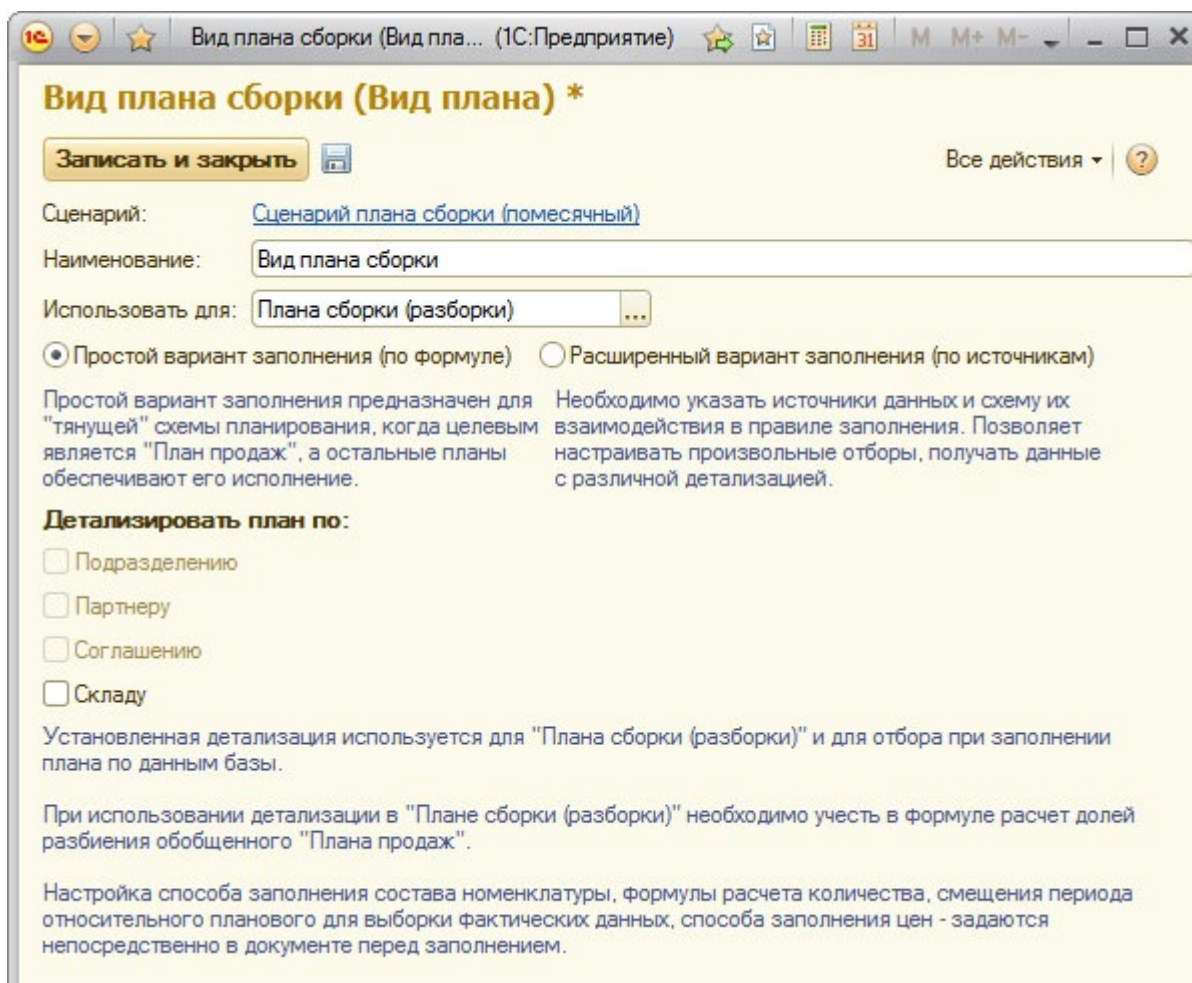 1С Вид плана сборки (Вид пла... (1С:Предприятие) 31 M M+ M-
Вид плана сборки (Вид плана) *
Записать и закрыть Все действия ?
Сценарий: Сценарий плана сборки (помесячный)
Наименование: Вид плана сборки
Использовать для: Плана сборки (разборки) ...
Простой вариант заполнения (по формуле) Расширенный вариант заполнения (по источникам)
Простой вариант заполнения предназначен для
"тянущей" схемы планирования, когда целевым
является "План продаж", а остальные планы
обеспечивают его исполнение.
Необходимо указать источники данных и схему их
взаимодействия в правиле заполнения. Позволяет
настраивать произвольные отборы, получать данные
с различной детализацией.
Детализировать план по:
Подразделению
Партнеру
Соглашению
Складу
Установленная детализация используется для "Плана сборки (разборки)" и для отбора при заполнении
плана по данным базы.
При использовании детализации в "Плане сборки (разборки)" необходимо учесть в формуле расчет долей
разбиения обобщенного "Плана продаж".
Настройка способа заполнения состава номенклатуры, формулы расчета количества, смещения периода
относительного планового для выборки фактических данных, способа заполнения цен - задаются
непосредственно в документе перед заполнением.